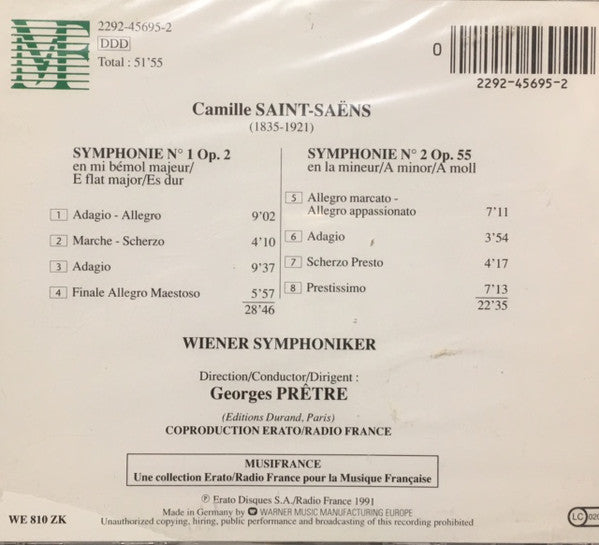 MF
2292-45695-2
DDD
Total : 51'55
0
2292-45695-2
Camille SAINT-SAËNS
(1835-1921)
SYMPHONIE N° 1 Op. 2
en mi bémol majeur/
E flat major/Es dur
1 Adagio - Allegro 9'02
2 Marche - Scherzo 4'10
3 Adagio 9'37
4 Finale Allegro Maestoso 5'57
28'46
SYMPHONIE N° 2 Op. 55
en la mineur/A minor/A moll
5 Allegro marcato -
Allegro appassionato 7'11
6 Adagio 3'54
7 Scherzo Presto 4'17
8 Prestissimo 7'13
22'35
WIENER SYMPHONIKER
Direction/Conductor/Dirigent :
Georges PRÊTRE
(Editions Durand, Paris)
COPRODUCTION ERATO/RADIO FRANCE
MUSIFRANCE
Une collection Erato/Radio France pour la Musique Française
℗ Erato Disques S.A./Radio France 1991
Made in Germany by WARNER MUSIC MANUFACTURING EUROPE
Unauthorized copying, hiring, public performance and broadcasting of this recording prohibited
WE 810 ZK
LC